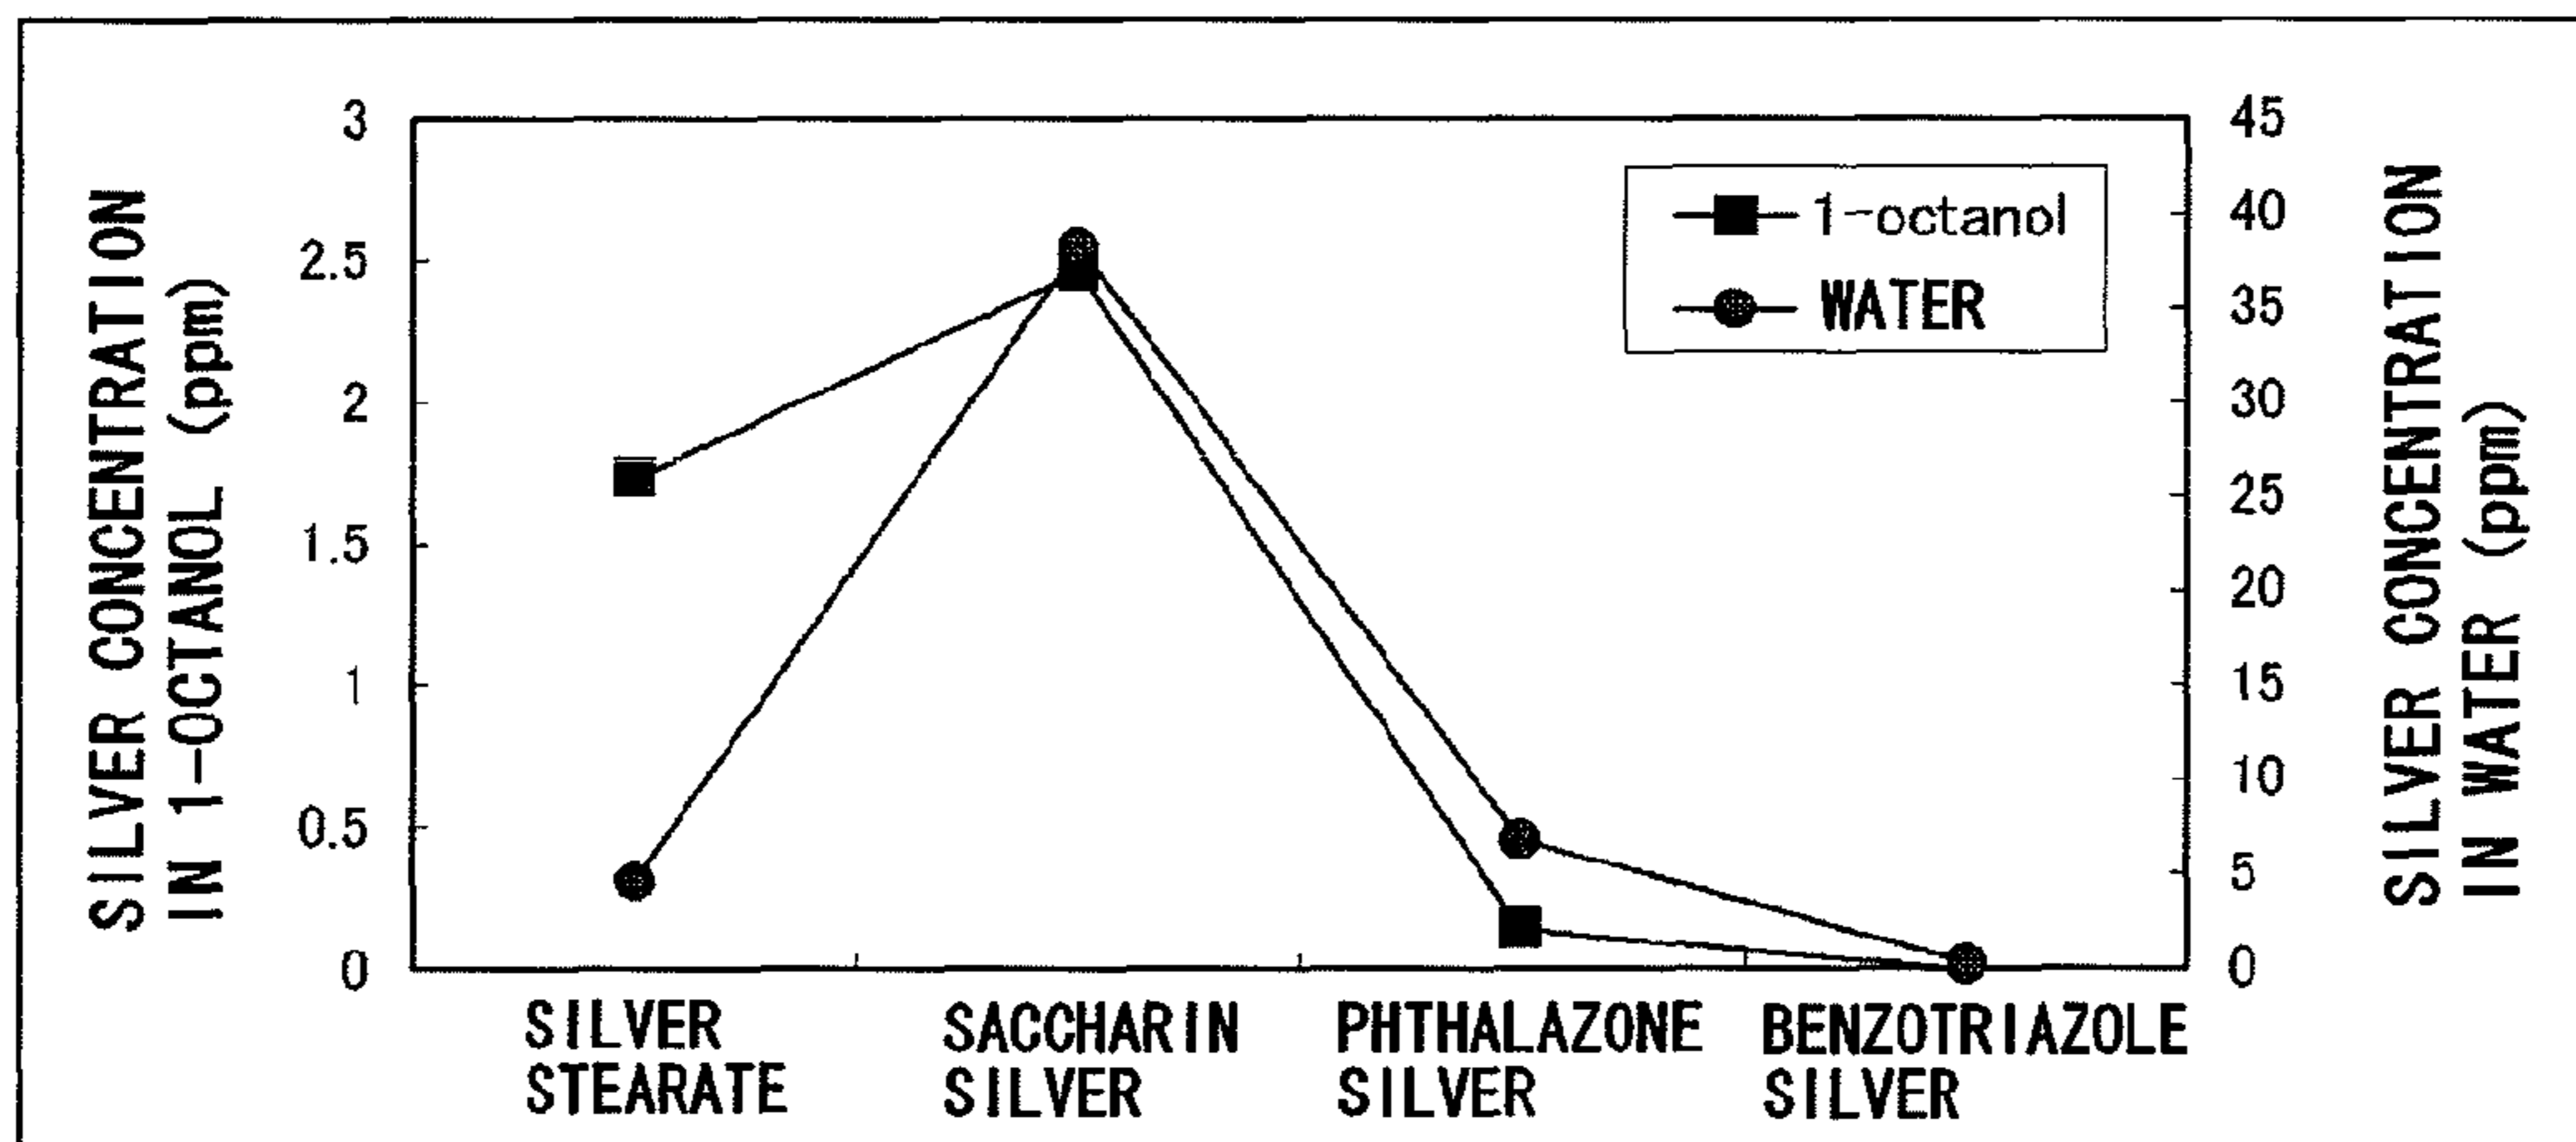 SILVER CONCENTRATION
IN 1-OCTANOL (ppm)
3
2.5
2
1.5
1
0.5
0
1-octanol
WATER
45
40
35
30
25
20
15
10
5
0
SILVER CONCENTRATION
IN WATER (ppm)
SILVER
STEARATE
SACCHARIN
SILVER
PHTHALAZONE
SILVER
BENZOTRIAZOLE
SILVER